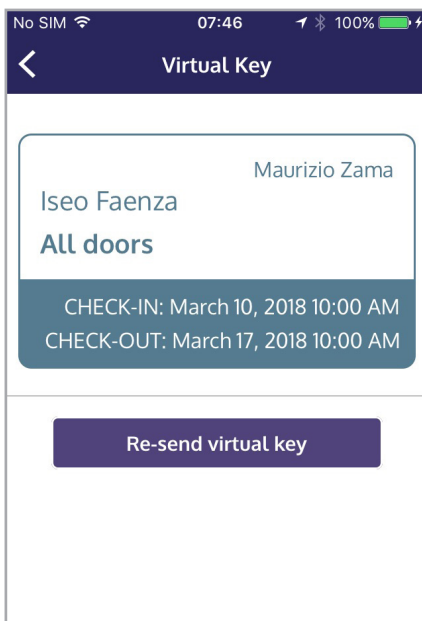 No SIM 07:46 100%
Virtual Key
Maurizio Zama
Iseo Faenza
All doors
CHECK-IN: March 10, 2018 10:00 AM
CHECK-OUT: March 17, 2018 10:00 AM
Re-send virtual key